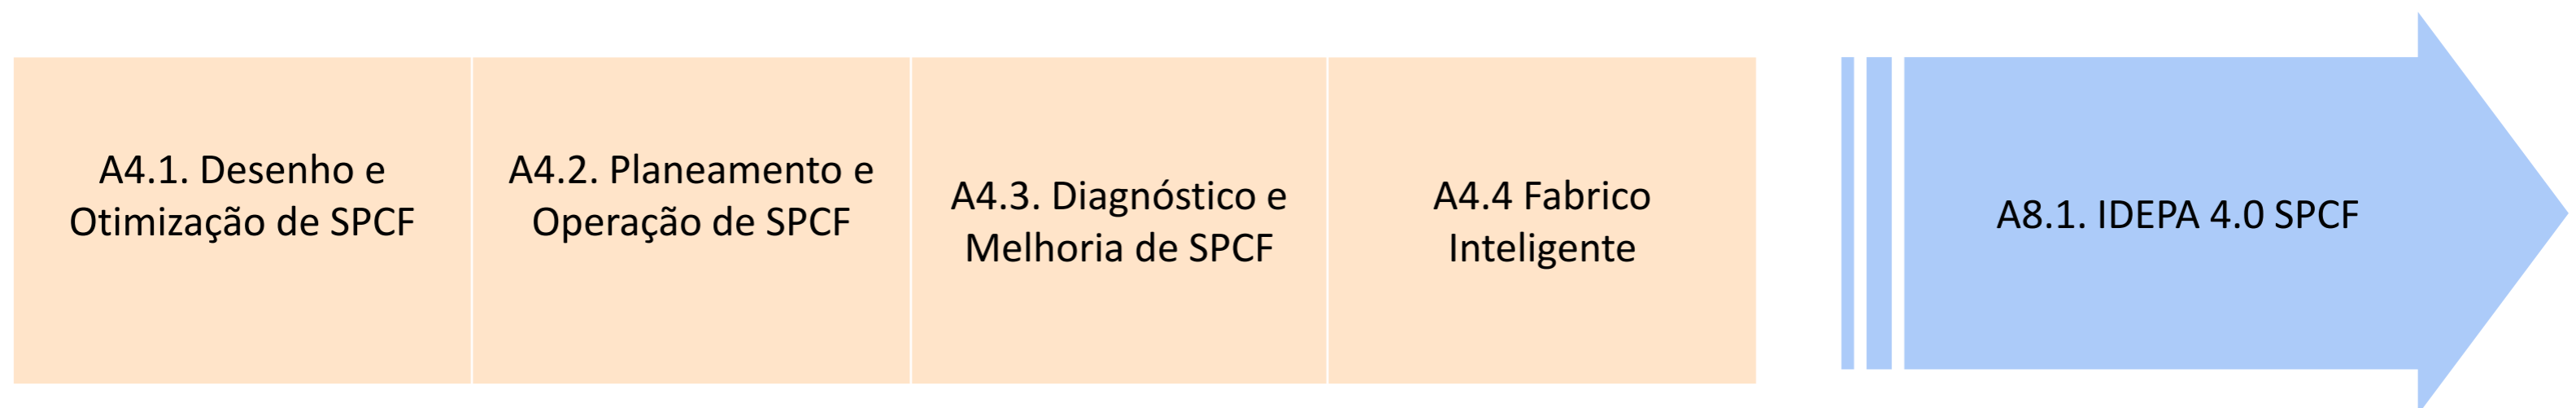 A4.1. Desenho e
Otimização de SPCF
A4.2. Planeamento e
Operação de SPCF
A4.3. Diagnóstico e
Melhoria de SPCF
A4.4 Fabrico
Inteligente
A8.1. IDEPA 4.0 SPCF